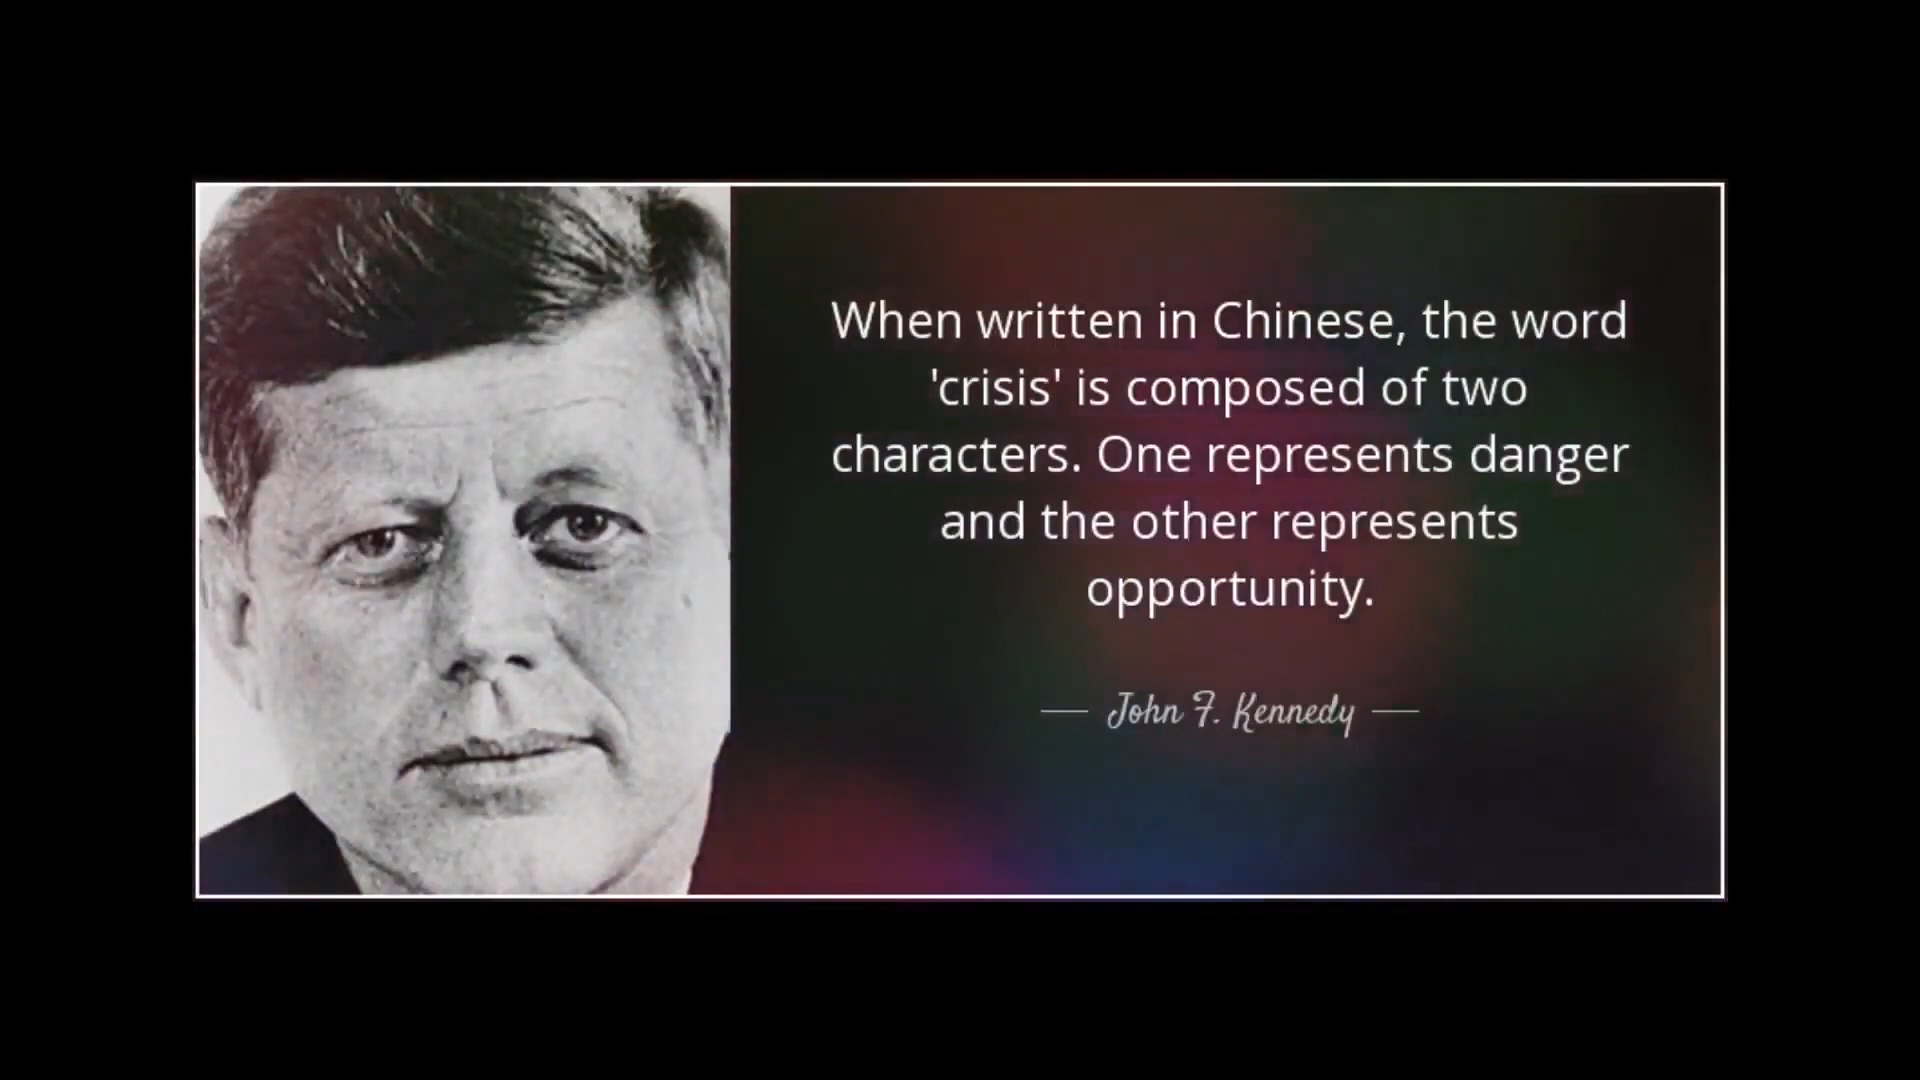 When written in Chinese, the word
'crisis' is composed of two
characters. One represents danger
and the other represents
opportunity.
John F. Kennedy